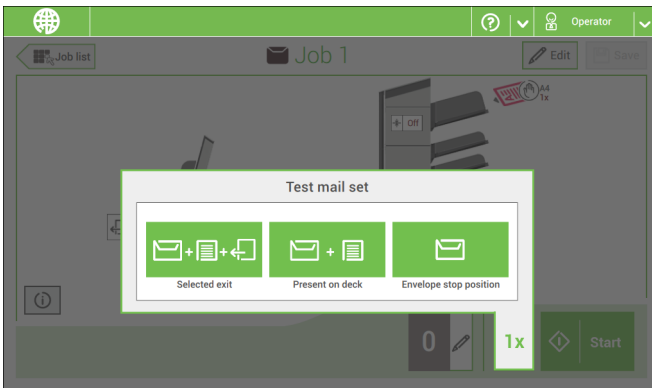 Operator
Job list
Job 1
Edit
Save
A4
1x
Off
Test mail set
Selected exit
Present on deck
Envelope stop position
0
1x
Start